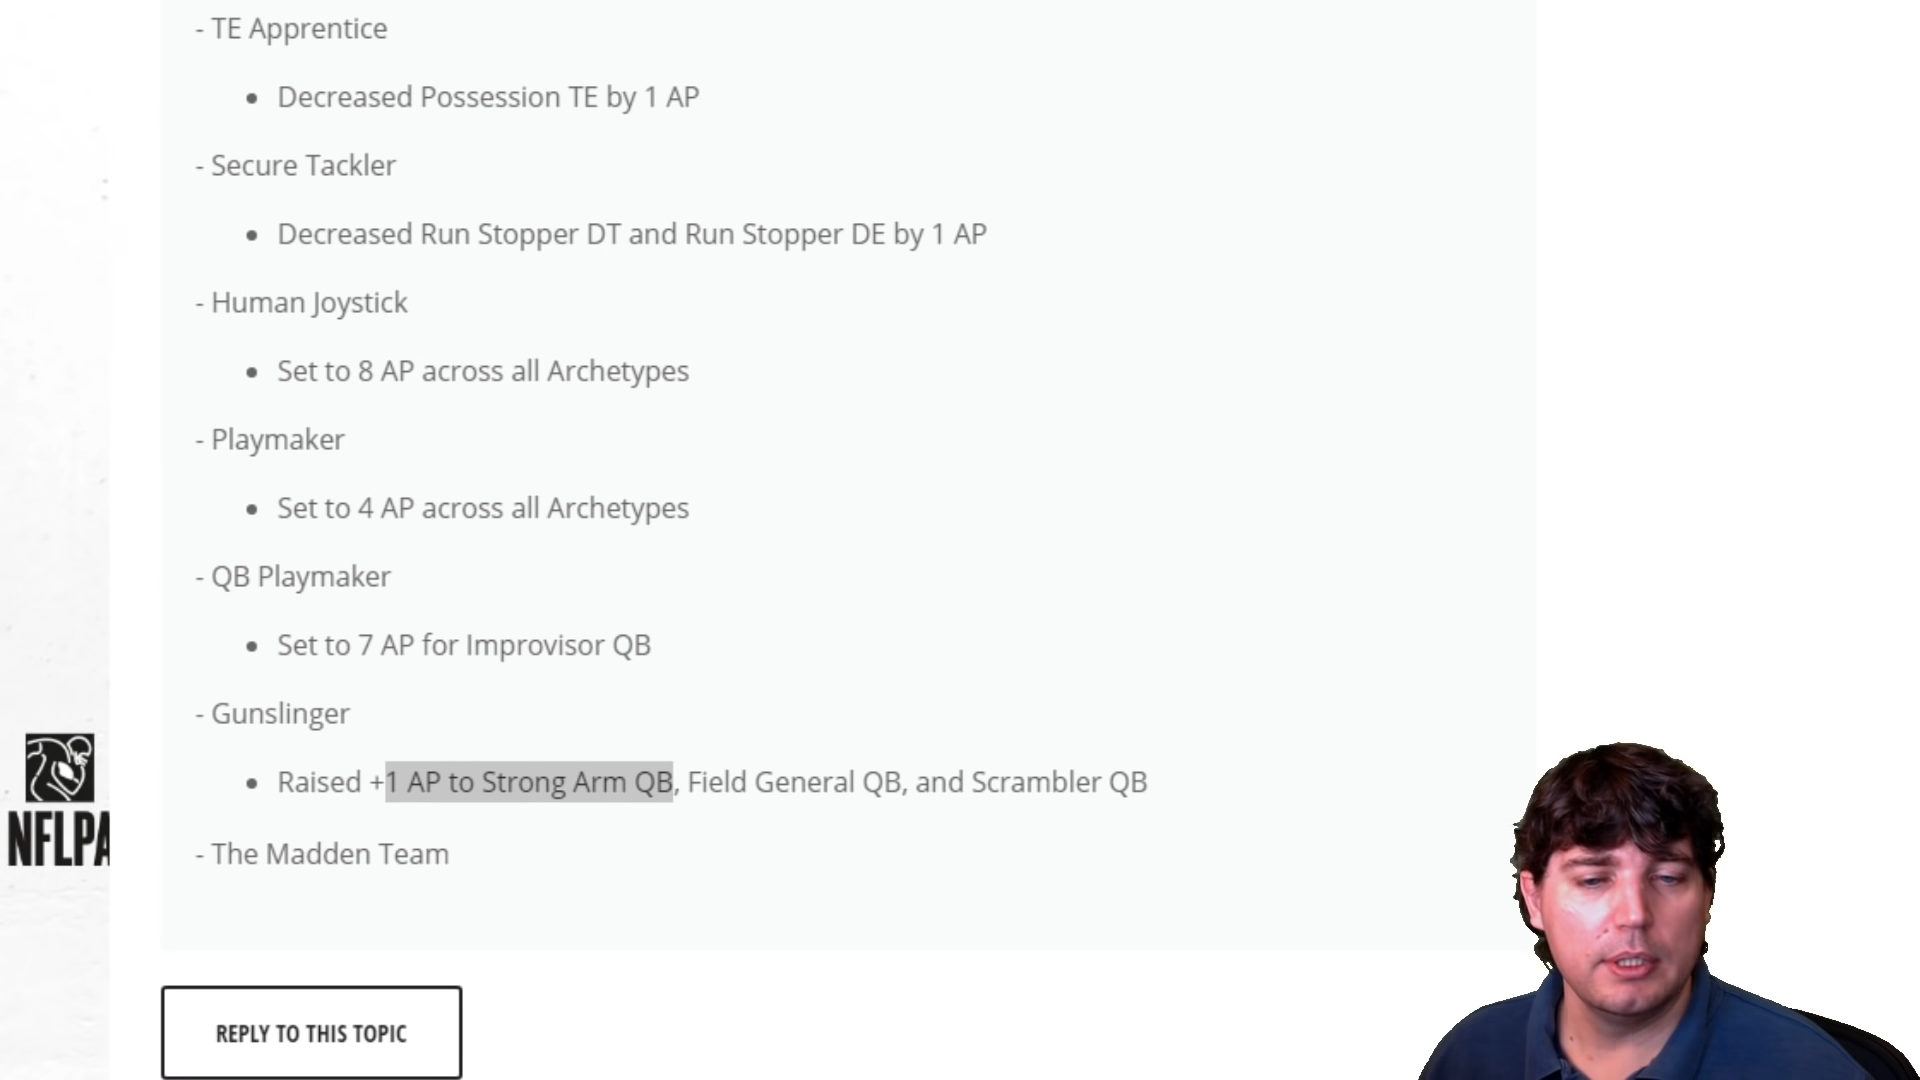 - TE Apprentice
• Decreased Possession TE by 1 AP
- Secure Tackler
• Decreased Run Stopper DT and Run Stopper DE by 1 AP
- Human Joystick
• Set to 8 AP across all Archetypes
- Playmaker
• Set to 4 AP across all Archetypes
- QB Playmaker
• Set to 7 AP for Improvisor QB
- Gunslinger
• Raised +1 AP to Strong Arm QB, Field General QB, and Scrambler QB
- The Madden Team
NFLPA
REPLY TO THIS TOPIC